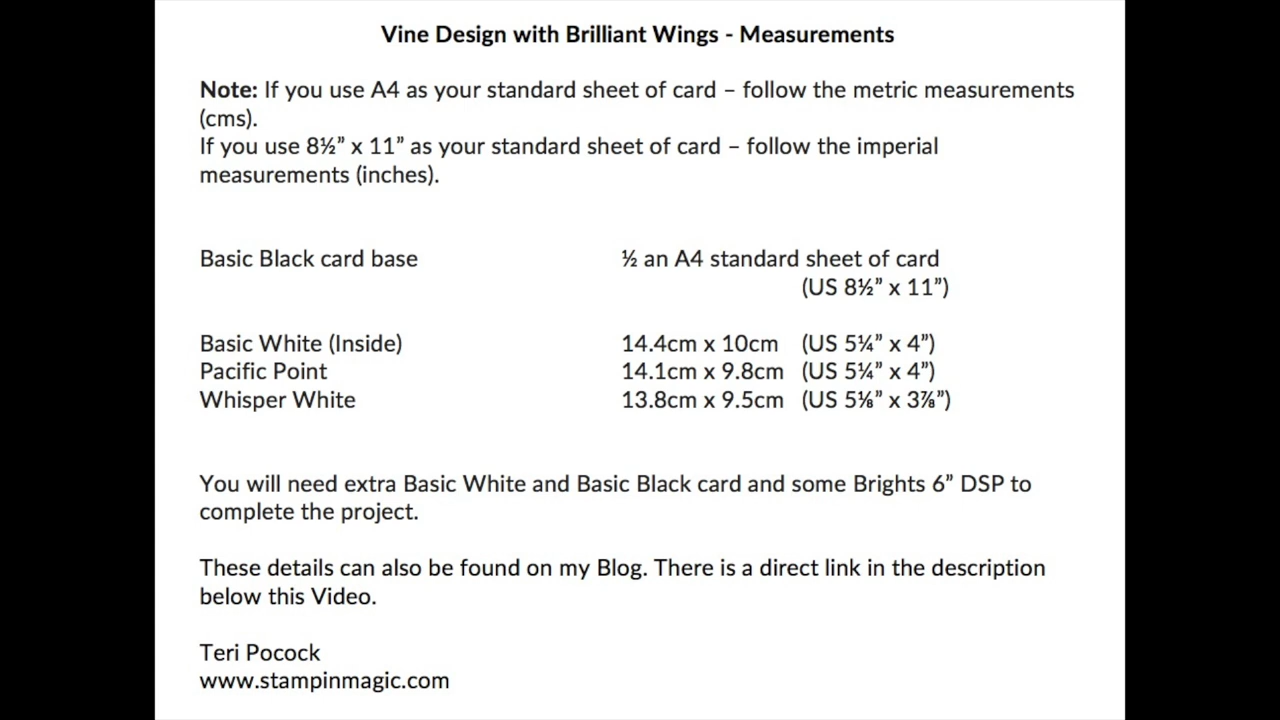 Vine Design with Brilliant Wings - Measurements
Note: If you use A4 as your standard sheet of card – follow the metric measurements
(cms).
If you use 8½” x 11” as your standard sheet of card – follow the imperial
measurements (inches).
Basic Black card base ½ an A4 standard sheet of card
(US 8½” x 11”)
Basic White (Inside) 14.4cm x 10cm (US 5¼” x 4”)
Pacific Point 14.1cm x 9.8cm (US 5¼” x 4”)
Whisper White 13.8cm x 9.5cm (US 5⅛” x 3⅞”)
You will need extra Basic White and Basic Black card and some Brights 6” DSP to
complete the project.
These details can also be found on my Blog. There is a direct link in the description
below this Video.
Teri Pocock
www.stampinmagic.com